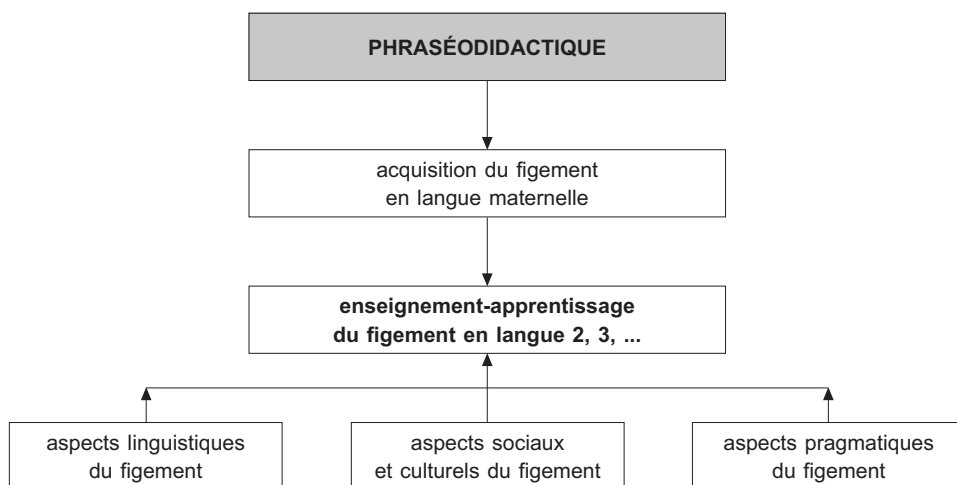 PHRASÉODIDACTIQUE
acquisition du figement
en langue maternelle
enseignement-apprentissage
du figement en langue 2, 3, ...
aspects linguistiques
du figement
aspects sociaux
et culturels du figement
aspects pragmatiques
du figement